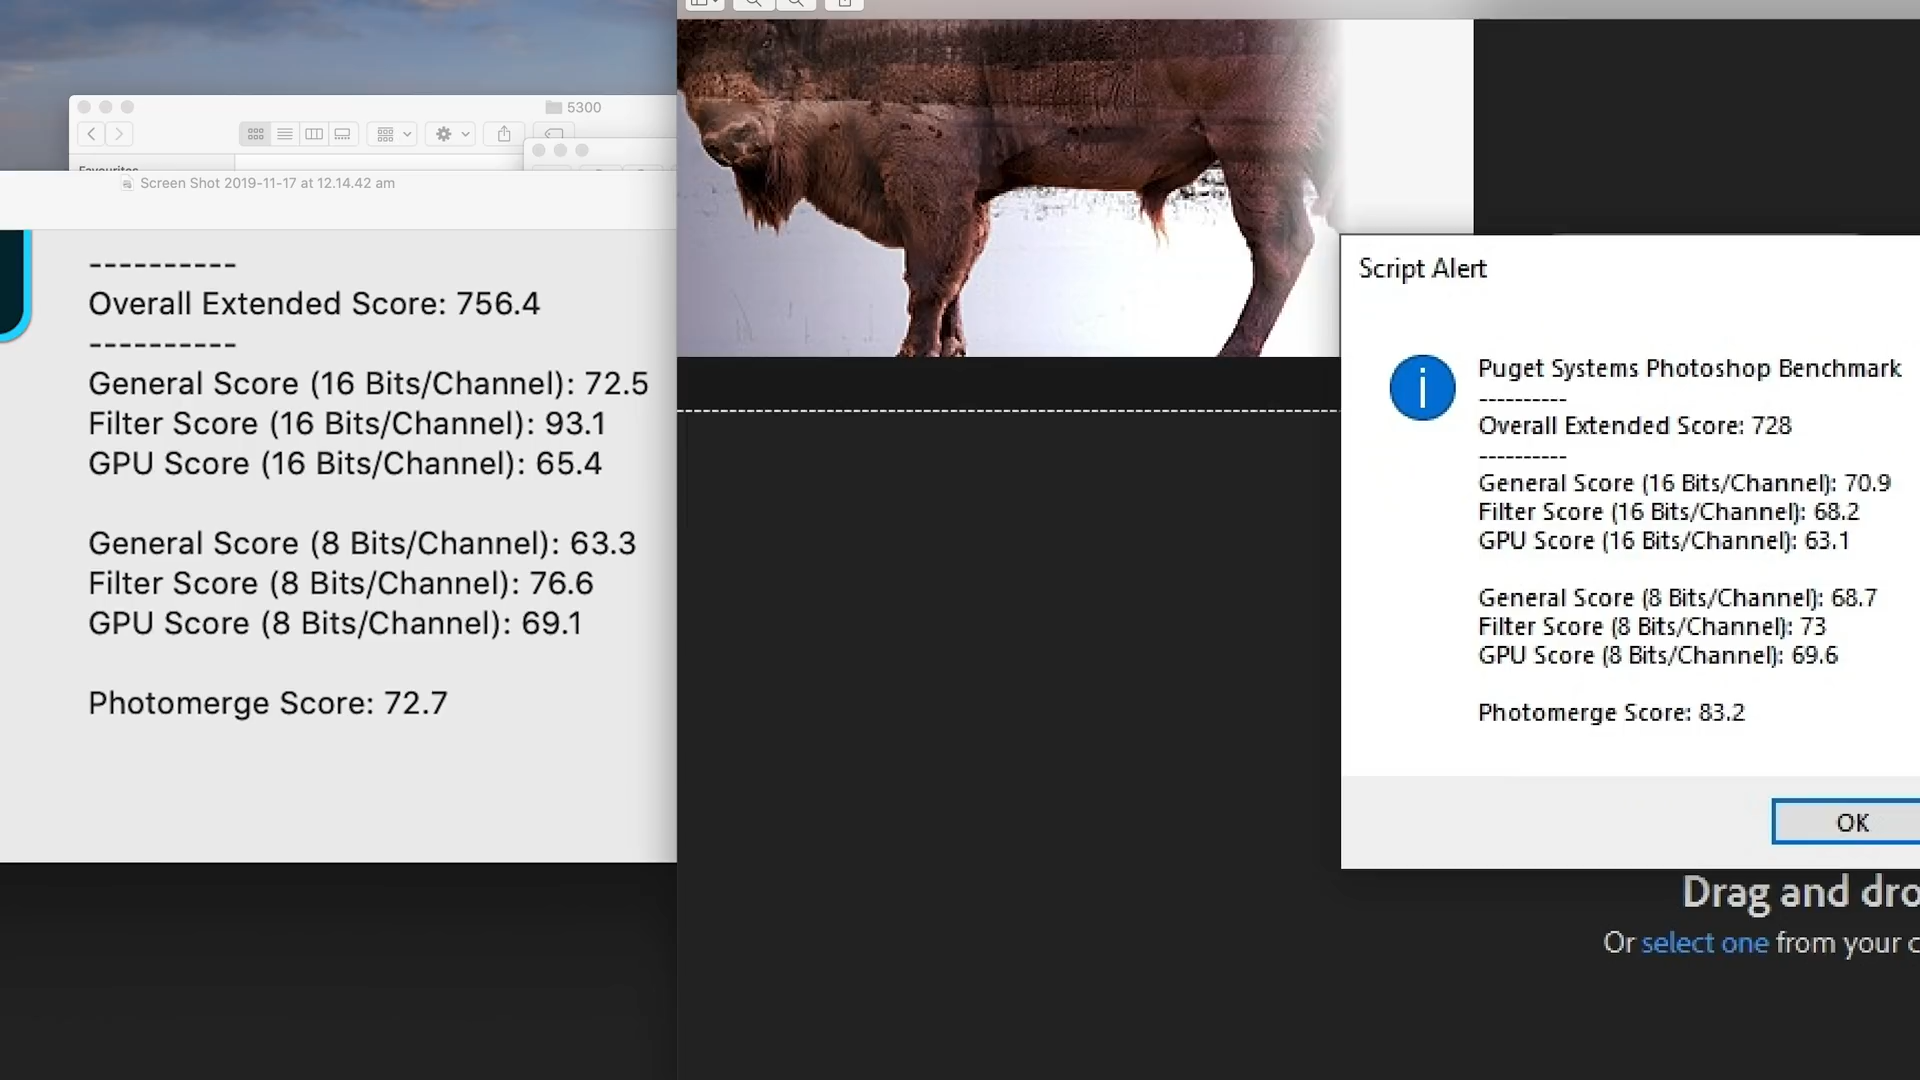 5300
Favourites
Screen Shot 2019-11-17 at 12.14.42 am
----------
Overall Extended Score: 756.4
----------
General Score (16 Bits/Channel): 72.5
Filter Score (16 Bits/Channel): 93.1
GPU Score (16 Bits/Channel): 65.4
General Score (8 Bits/Channel): 63.3
Filter Score (8 Bits/Channel): 76.6
GPU Score (8 Bits/Channel): 69.1
Photomerge Score: 72.7
Script Alert
Puget Systems Photoshop Benchmark
----------
Overall Extended Score: 728
----------
General Score (16 Bits/Channel): 70.9
Filter Score (16 Bits/Channel): 68.2
GPU Score (16 Bits/Channel): 63.1
General Score (8 Bits/Channel): 68.7
Filter Score (8 Bits/Channel): 73
GPU Score (8 Bits/Channel): 69.6
Photomerge Score: 83.2
OK
Drag and dro
Or select one from your c